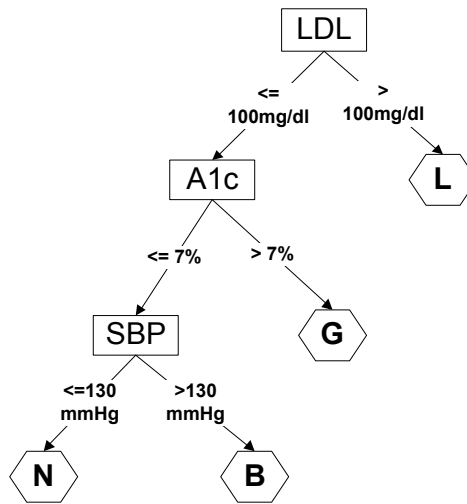 LDL
<=
100mg/dl
>
100mg/dl
A1c
L
<= 7%
> 7%
SBP
G
<=130
mmHg
>130
mmHg
N
B